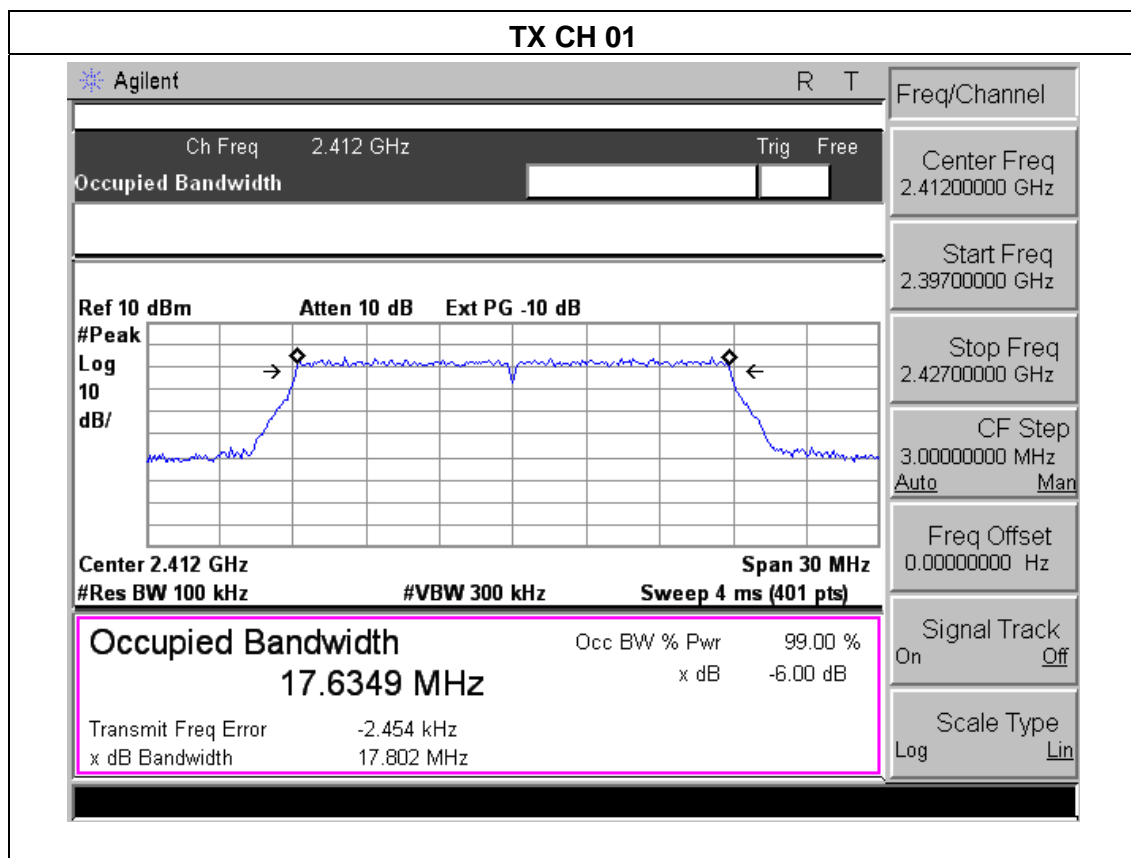 TX CH 01
Agilent R T
Ch Freq 2.412 GHz Trig Free
Occupied Bandwidth
Ref 10 dBm Atten 10 dB Ext PG -10 dB
#Peak
Log
10
dB/
Center 2.412 GHz Span 30 MHz
#Res BW 100 kHz #VBW 300 kHz Sweep 4 ms (401 pts)
Occupied Bandwidth Occ BW % Pwr 99.00 %
17.6349 MHz x dB -6.00 dB
Transmit Freq Error -2.454 kHz
x dB Bandwidth 17.802 MHz
Freq/Channel
Center Freq
2.41200000 GHz
Start Freq
2.39700000 GHz
Stop Freq
2.42700000 GHz
CF Step
3.00000000 MHz
Auto Man
Freq Offset
0.00000000 Hz
Signal Track
On Off
Scale Type
Log Lin